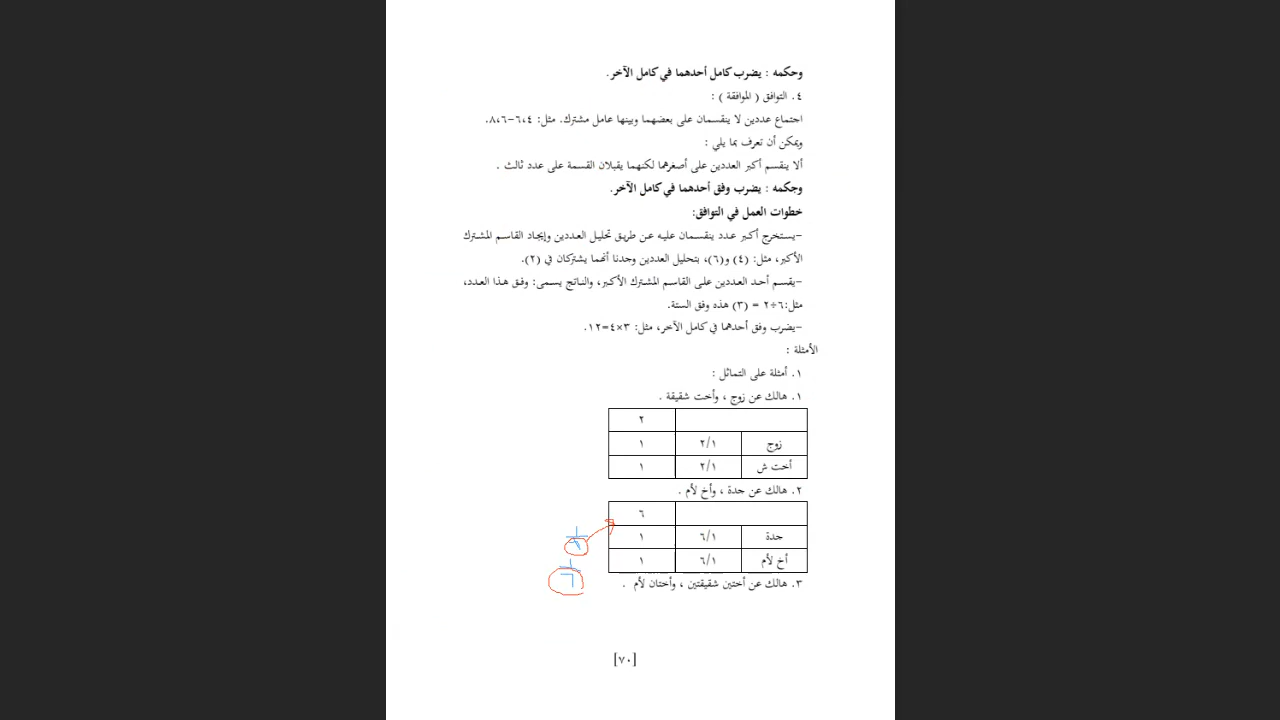 وحكمه : يضرب كامل أحدهما في كامل الآخر.
٤. التوافق ( الموافقة ) :
اجتماع عددين لا ينقسمان على بعضهما وبينها عامل مشترك. مثل: ٦،٤-٨،٦.
ويمكن أن تعرف بما يلي :
ألا ينقسم أكبر العددين على أصغرهما لكنهما يقبلان القسمة على عدد ثالث .
وحكمه : يضرب وفق أحدهما في كامل الآخر.
خطوات العمل في التوافق:
-يستخرج أكبر عدد ينقسمان عليه عن طريق تحليل العددين وإيجاد القاسم المشترك
الأكبر، مثل: (٤) و(٦)، بتحليل العددين وجدنا أنهما يشتركان في (٢).
-يقسم أحد العددين على القاسم المشترك الأكبر، والناتج يسمى: وفق هذا العدد،
مثل:٦÷٢ = (٣) هذه وفق الستة.
-يضرب وفق أحدهما في كامل الآخر، مثل: ٣×٤=١٢.
الأمثلة :
١. أمثلة على التماثل :
١. هالك عن زوج ، وأخت شقيقة .
٢
زوج ٢/١ ١
أخت ش ٢/١ ١
٢. هالك عن جدة ، وأخ لأم .
٦
جدة ٦/١ ١
أخ لأم ٦/١ ١
١
٦
١
٦
٣. هالك عن أختين شقيقتين ، وأختان لأم .
[٧٠]